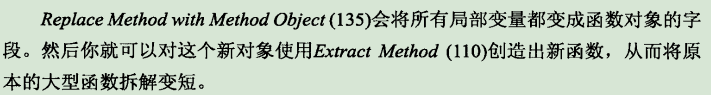 Replace Method with Method Object (135)会将所有局部变量都变成函数对象的字
段。然后你就可以对这个新对象使用Extract Method (110)创造出新函数，从而将原
本的大型函数拆解变短。